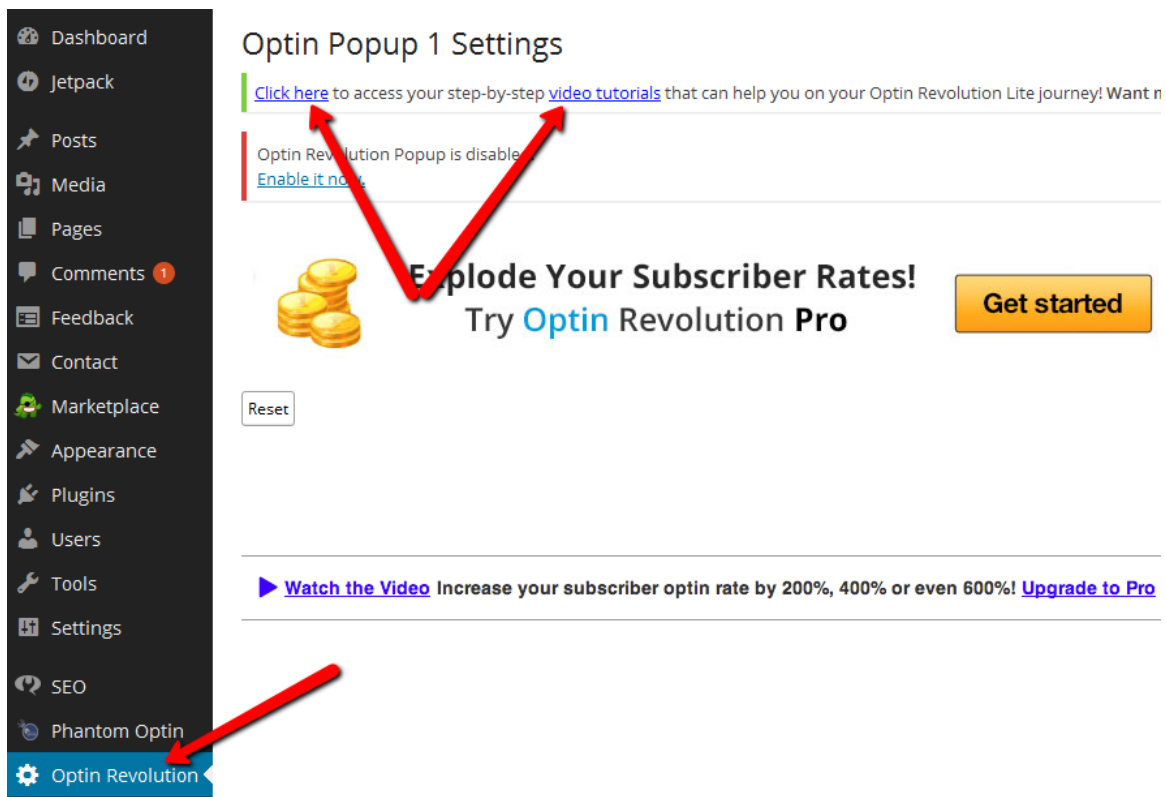 Dashboard
Jetpack
Posts
Media
Pages
Comments 1
Feedback
Contact
Marketplace
Appearance
Plugins
Users
Tools
Settings
SEO
Phantom Optin
Optin Revolution
Optin Popup 1 Settings
Click here to access your step-by-step video tutorials that can help you on your Optin Revolution Lite journey! Want
Optin Revolution Popup is disabled.
Enable it now.
Explode Your Subscriber Rates!
Try Optin Revolution Pro
Get started
Reset
Watch the Video Increase your subscriber optin rate by 200%, 400% or even 600%! Upgrade to Pro